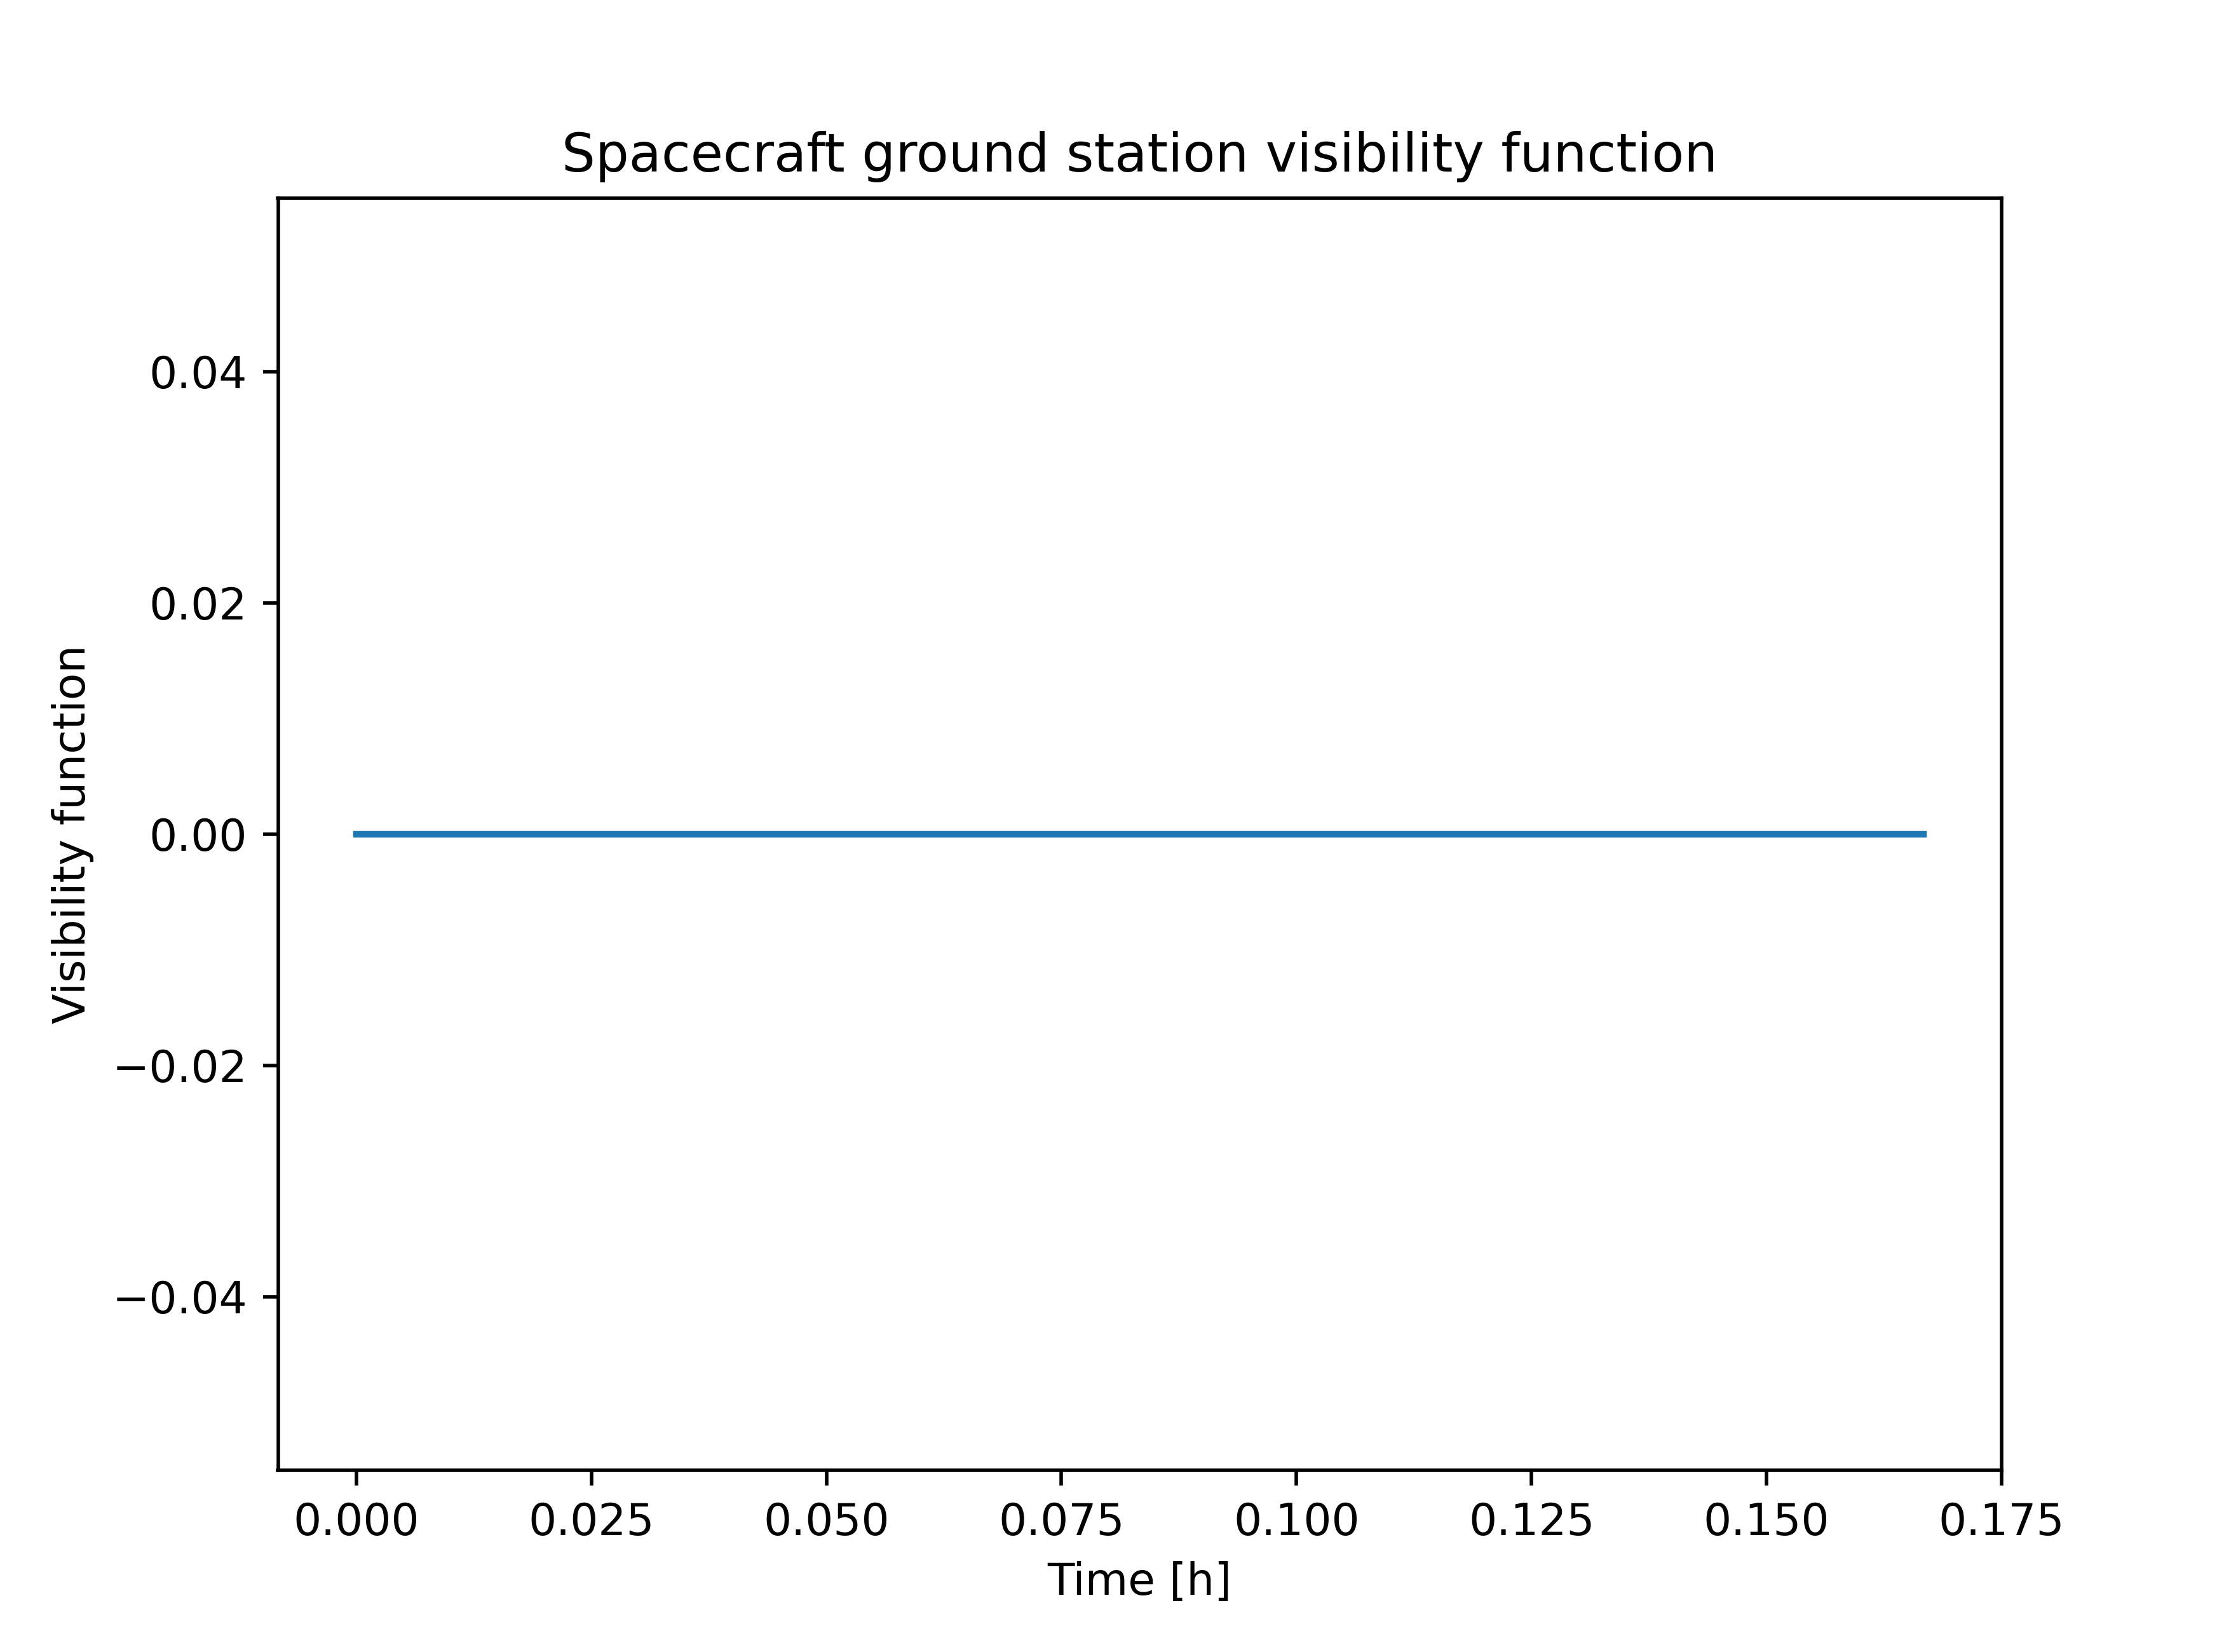 Spacecraft ground station visibility function
0.04
0.02
0.00
−0.02
−0.04
Visibility function
0.000 0.025 0.050 0.075 0.100 0.125 0.150 0.175
Time [h]